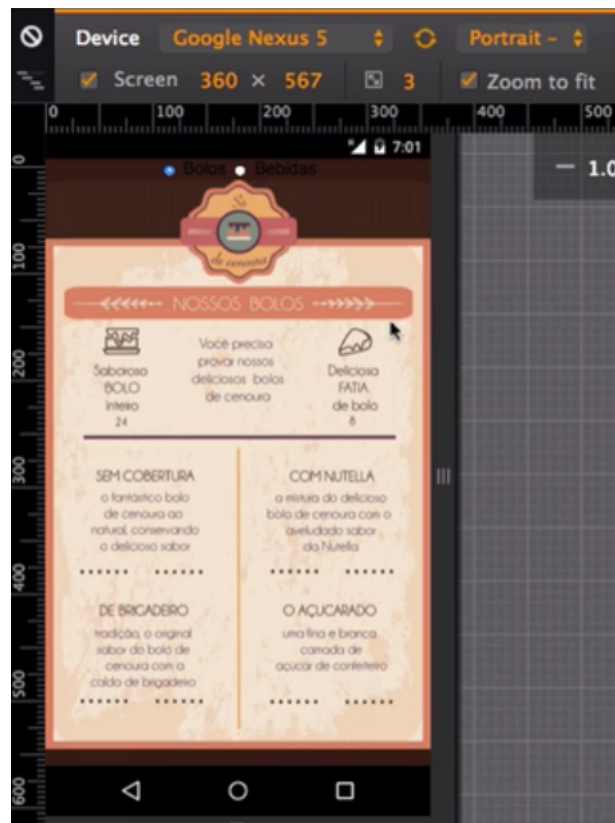 Device Google Nexus 5 Portrait -
Screen 360 × 567 3 Zoom to fit
0 100 200 300 400 500
7:01
0
Bolos Bebidas
1.0
Só
de cenoura
100
NOSSOS BOLOS
200
Saboroso
BOLO
inteiro
24
Você precisa
provar nossos
deliciosos bolos
de cenoura
Deliciosa
FATIA
de bolo
8
300
SEM COBERTURA
o fantástico bolo
de cenoura ao
natural, conservando
o delicioso sabor
COM NUTELLA
a mistura do delicioso
bolo de cenoura com o
aveludado sabor
da Nutella
400
DE BRIGADEIRO
tradição, o original
sabor do bolo de
cenoura com a
calda de brigadeiro
O AÇUCARADO
uma fina e branca
camada de
açúcar de confeiteiro
500
600